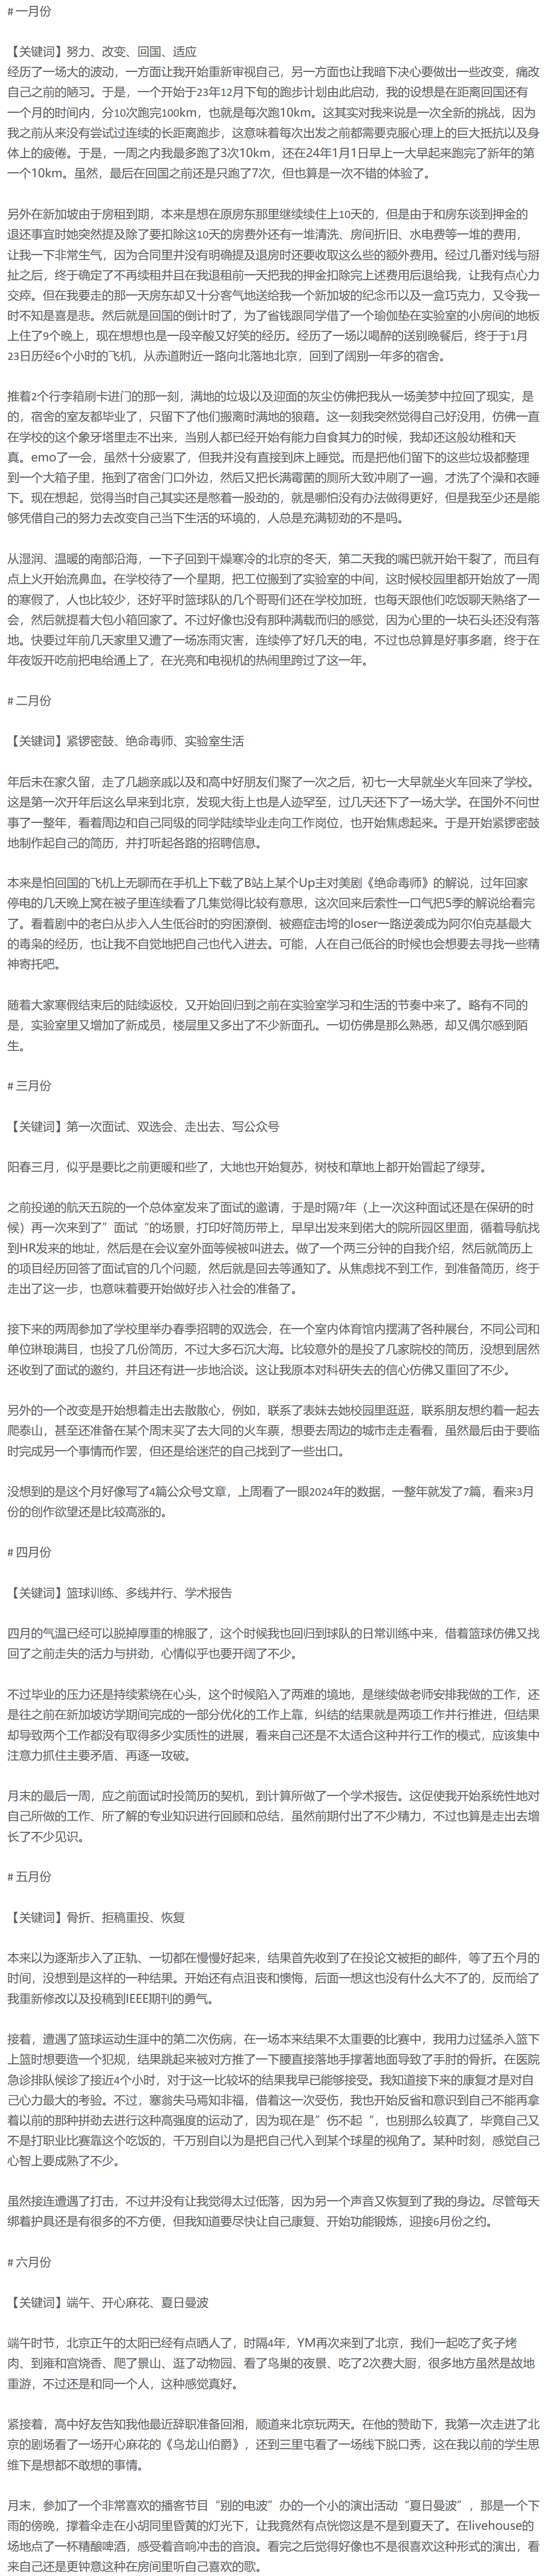 # 一月份
【关键词】努力、改变、回国、适应
经历了一场大的波动，一方面让我开始重新审视自己，另一方面也让我暗下决心要做出一些改变，痛改
自己之前的陋习。于是，一个开始于23年12月下旬的跑步计划由此启动，我的设想是在距离回国还有
一个月的时间内，分10次跑完100km，也就是每次跑10km。这其实对我来说是一次全新的挑战，因为
我之前从来没有尝试过连续的长距离跑步，这意味着每次出发之前都需要克服心理上的巨大抵抗以及身
体上的疲倦。于是，一周之内我最多跑了3次10km，还在24年1月1日早上一大早起来跑完了新年的第
一个10km。虽然，最后在回国之前还是只跑了7次，但也算是一次不错的体验了。
另外在新加坡由于房租到期，本来是想在原房东那里继续续住上10天的，但是由于和房东谈到押金的
退还事宜时她突然提及除了要扣除这10天的房费外还有一堆清洗、房间折旧、水电费等一堆的费用，
让我一下非常生气，因为合同里并没有明确提及退房时还要收取这么些的额外费用。经过几番对线与掰
扯之后，终于确定了不再续租并且在我退租前一天把我的押金扣除完上述费用后退给我，让我有点心力
交瘁。但在我要走的那一天房东却又十分客气地送给我一个新加坡的纪念币以及一盒巧克力，又令我一
时不知是喜是悲。然后就是回国的倒计时了，为了省钱跟同学借了一个瑜伽垫在实验室的小房间的地板
上住了9个晚上，现在想想也是一段辛酸又好笑的经历。经历了一场以喝醉的送别晚餐后，终于于1月
23日历经6个小时的飞机，从赤道附近一路向北落地北京，回到了阔别一年多的宿舍。
推着2个行李箱刷卡进门的那一刻，满地的垃圾以及迎面的灰尘仿佛把我从一场美梦中拉回了现实，是
的，宿舍的室友都毕业了，只留下了他们搬离时满地的狼藉。这一刻我突然觉得自己好没用，仿佛一直
在学校的这个象牙塔里走不出来，当别人都已经开始有能力自食其力的时候，我却还这般幼稚和天
真。emo了一会，虽然十分疲累了，但我并没有直接到床上睡觉。而是把他们留下的这些垃圾都整理
到一个大箱子里，拖到了宿舍门口外边，然后又把长满霉菌的厕所大致冲刷了一遍，才洗了个澡和衣睡
下。现在想起，觉得当时自己其实还是憋着一股劲的，就是哪怕没有办法做得更好，但是我至少还是能
够凭借自己的努力去改变自己当下生活的环境的，人总是充满韧劲的不是吗。
从湿润、温暖的南部沿海，一下子回到干燥寒冷的北京的冬天，第二天我的嘴巴就开始干裂了，而且有
点上火开始流鼻血。在学校待了一个星期，把工位搬到了实验室的中间，这时候校园里都开始放了一周
的寒假了，人也比较少，还好平时篮球队的几个哥哥们还在学校加班，也每天跟他们吃饭聊天熟络了一
会，然后就提着大包小箱回家了。不过好像也没有那种满载而归的感觉，因为心里的一块石头还没有落
地。快要过年前几天家里又遭了一场冻雨灾害，连续停了好几天的电，不过也总算是好事多磨，终于在
年夜饭开吃前把电给通上了，在光亮和电视机的热闹里跨过了这一年。
# 二月份
【关键词】紧锣密鼓、绝命毒师、实验室生活
年后未在家久留，走了几趟亲戚以及和高中好朋友们聚了一次之后，初七一大早就坐火车回来了学校。
这是第一次开年后这么早来到北京，发现大街上也是人迹罕至，过几天还下了一场大学。在国外不问世
事了一整年，看着周边和自己同级的同学陆续毕业走向工作岗位，也开始焦虑起来。于是开始紧锣密鼓
地制作起自己的简历，并打听起各路的招聘信息。
本来是怕回国的飞机上无聊而在手机上下载了B站上某个Up主对美剧《绝命毒师》的解说，过年回家
停电的几天晚上窝在被子里连续看了几集觉得比较有意思，这次回来后索性一口气把5季的解说给看完
了。看着剧中的老白从步入人生低谷时的穷困潦倒、被癌症击垮的loser一路逆袭成为阿尔伯克基最大
的毒枭的经历，也让我不自觉地把自己也代入进去。可能，人在自己低谷的时候也会想要去寻找一些精
神寄托吧。
随着大家寒假结束后的陆续返校，又开始回归到之前在实验室学习和生活的节奏中来了。略有不同的
是，实验室里又增加了新成员，楼层里又多出了不少新面孔。一切仿佛是那么熟悉，却又偶尔感到陌
生。
# 三月份
【关键词】第一次面试、双选会、走出去、写公众号
阳春三月，似乎是要比之前更暖和些了，大地也开始复苏，树枝和草地上都开始冒起了绿芽。
之前投递的航天五院的一个总体室发来了面试的邀请，于是时隔7年（上一次这种面试还是在保研的时
候）再一次来到了”面试“的场景，打印好简历带上，早早出发来到偌大的院所园区里面，循着导航找
到HR发来的地址，然后是在会议室外面等候被叫进去。做了一个两三分钟的自我介绍，然后就简历上
的项目经历回答了面试官的几个问题，然后就是回去等通知了。从焦虑找不到工作，到准备简历，终于
走出了这一步，也意味着要开始做好步入社会的准备了。
接下来的两周参加了学校里举办春季招聘的双选会，在一个室内体育馆内摆满了各种展台，不同公司和
单位琳琅满目，也投了几份简历，不过大多石沉大海。比较意外的是投了几家院校的简历，没想到居然
还收到了面试的邀约，并且还有进一步地洽谈。这让我原本对科研失去的信心仿佛又重回了不少。
另外的一个改变是开始想着走出去散散心，例如，联系了表妹去她校园里逛逛，联系朋友想约着一起去
爬泰山，甚至还准备在某个周末买了去大同的火车票，想要去周边的城市走走看看，虽然最后由于要临
时完成另一个事情而作罢，但还是给迷茫的自己找到了一些出口。
没想到的是这个月好像写了4篇公众号文章，上周看了一眼2024年的数据，一整年就发了7篇，看来3月
份的创作欲望还是比较高涨的。
# 四月份
【关键词】篮球训练、多线并行、学术报告
四月的气温已经可以脱掉厚重的棉服了，这个时候我也回归到球队的日常训练中来，借着篮球仿佛又找
回了之前走失的活力与拼劲，心情似乎也要开阔了不少。
不过毕业的压力还是持续萦绕在心头，这个时候陷入了两难的境地，是继续做老师安排我做的工作，还
是往之前在新加坡访学期间完成的一部分优化的工作上靠，纠结的结果就是两项工作并行推进，但结果
却导致两个工作都没有取得多少实质性的进展，看来自己还是不太适合这种并行工作的模式，应该集中
注意力抓住主要矛盾、再逐一攻破。
月末的最后一周，应之前面试时投简历的契机，到计算所做了一个学术报告。这促使我开始系统性地对
自己所做的工作、所了解的专业知识进行回顾和总结，虽然前期付出了不少精力，不过也算是走出去增
长了不少见识。
# 五月份
【关键词】骨折、拒稿重投、恢复
本来以为逐渐步入了正轨、一切都在慢慢好起来，结果首先收到了在投论文被拒的邮件，等了五个月的
时间，没想到是这样的一种结果。开始还有点沮丧和懊悔，后面一想这也没有什么大不了的，反而给了
我重新修改以及投稿到IEEE期刊的勇气。
接着，遭遇了篮球运动生涯中的第二次伤病，在一场本来结果不太重要的比赛中，我用力过猛杀入篮下
上篮时想要造一个犯规，结果跳起来被对方推了一下腰直接落地手撑著地面导致了手肘的骨折。在医院
急诊排队候诊了接近4个小时，对于这一比较坏的结果我早已能够接受。我知道接下来的康复才是对自
己心力最大的考验。不过，塞翁失马焉知非福，借着这一次受伤，我也开始反省和意识到自己不能再拿
着以前的那种拼劲去进行这种高强度的运动了，因为现在是”伤不起“，也别那么较真了，毕竟自己又
不是打职业比赛靠这个吃饭的，千万别自以为是把自己代入到某个球星的视角了。某种时刻，感觉自己
心智上要成熟了不少。
虽然接连遭遇了打击，不过并没有让我觉得太过低落，因为另一个声音又恢复到了我的身边。尽管每天
绑着护具还是有很多的不方便，但我知道要尽快让自己康复、开始功能锻炼，迎接6月份之约。
# 六月份
【关键词】端午、开心麻花、夏日曼波
端午时节，北京正午的太阳已经有点晒人了，时隔4年，YM再次来到了北京，我们一起吃了炙子烤
肉、到雍和宫烧香、爬了景山、逛了动物园、看了鸟巢的夜景、吃了2次费大厨，很多地方虽然是故地
重游，不过还是和同一个人，这种感觉真好。
紧接着，高中好友告知我他最近辞职准备回湘，顺道来北京玩两天。在他的赞助下，我第一次走进了北
京的剧场看了一场开心麻花的《乌龙山伯爵》，还到三里屯看了一场线下脱口秀，这在我以前的学生思
维下是想都不敢想的事情。
月末，参加了一个非常喜欢的播客节目“别的电波”办的一个小的演出活动“夏日曼波”，那是一个下
雨的傍晚，撑着伞走在小胡同里昏黄的灯光下，让我竟然有点恍惚这是不是到夏天了。在livehouse的
场地点了一杯精酿啤酒，感受着音响冲击的音浪。看完之后觉得好像也不是很喜欢这种形式的演出，看
来自己还是更钟意这种在房间里听自己喜欢的歌。